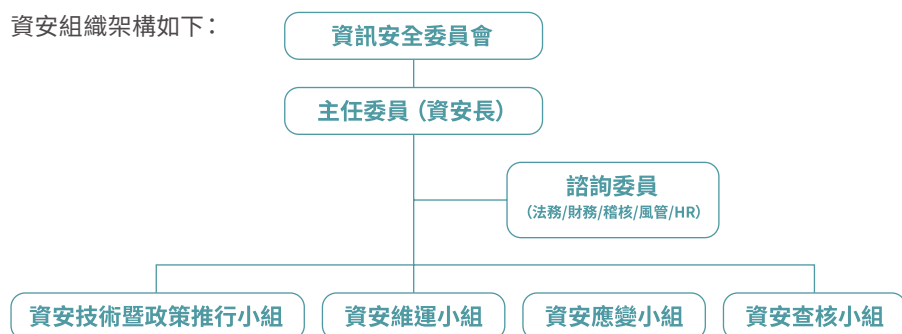 資安組織架構如下：
資訊安全委員會
主任委員（資安長）
諮詢委員
（法務/財務/稽核/風管/HR）
資安技術暨政策推行小組
資安維運小組
資安應變小組
資安查核小組